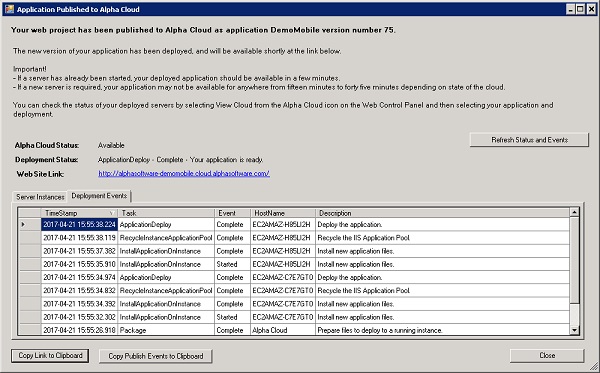 Application Published to Alpha Cloud
Your web project has been published to Alpha Cloud as application DemoMobile version number 75.
The new version of your application has been deployed, and will be available shortly at the link below.
Important!
- If a server has already been started, your deployed application should be available in a few minutes.
- If a new server is required, your application may not be available for anywhere from fifteen minutes to forty five minutes depending on state of the cloud.
You can check the status of your deployed servers by selecting View Cloud from the Alpha Cloud icon on the Web Control Panel and then selecting your application and
deployment.
Refresh Status and Events
Alpha Cloud Status: Available
Deployment Status: ApplicationDeploy - Complete - Your application is ready.
Web Site Link: http://alphasoftware-demomobile.cloud.alphasoftware.com/
Server Instances Deployment Events
TimeStamp Task Event HostName Description
2017-04-21 15:55:38.224 ApplicationDeploy Complete EC2AMAZ-H85LI2H Deploy the application.
2017-04-21 15:55:38.119 RecycleInstanceApplicationPool Complete EC2AMAZ-H85LI2H Recycle the IIS Application Pool.
2017-04-21 15:55:37.382 InstallApplicationOnInstance Complete EC2AMAZ-H85LI2H Install new application files.
2017-04-21 15:55:35.910 InstallApplicationOnInstance Started EC2AMAZ-H85LI2H Install new application files.
2017-04-21 15:55:34.974 ApplicationDeploy Complete EC2AMAZ-C7E7GTO Deploy the application.
2017-04-21 15:55:34.832 RecycleInstanceApplicationPool Complete EC2AMAZ-C7E7GTO Recycle the IIS Application Pool.
2017-04-21 15:55:34.392 InstallApplicationOnInstance Complete EC2AMAZ-C7E7GTO Install new application files.
2017-04-21 15:55:32.302 InstallApplicationOnInstance Started EC2AMAZ-C7E7GTO Install new application files.
2017-04-21 15:55:26.918 Package Complete Alpha Cloud Prepare files to deploy to a running instance.
Copy Link to Clipboard Copy Publish Events to Clipboard Close